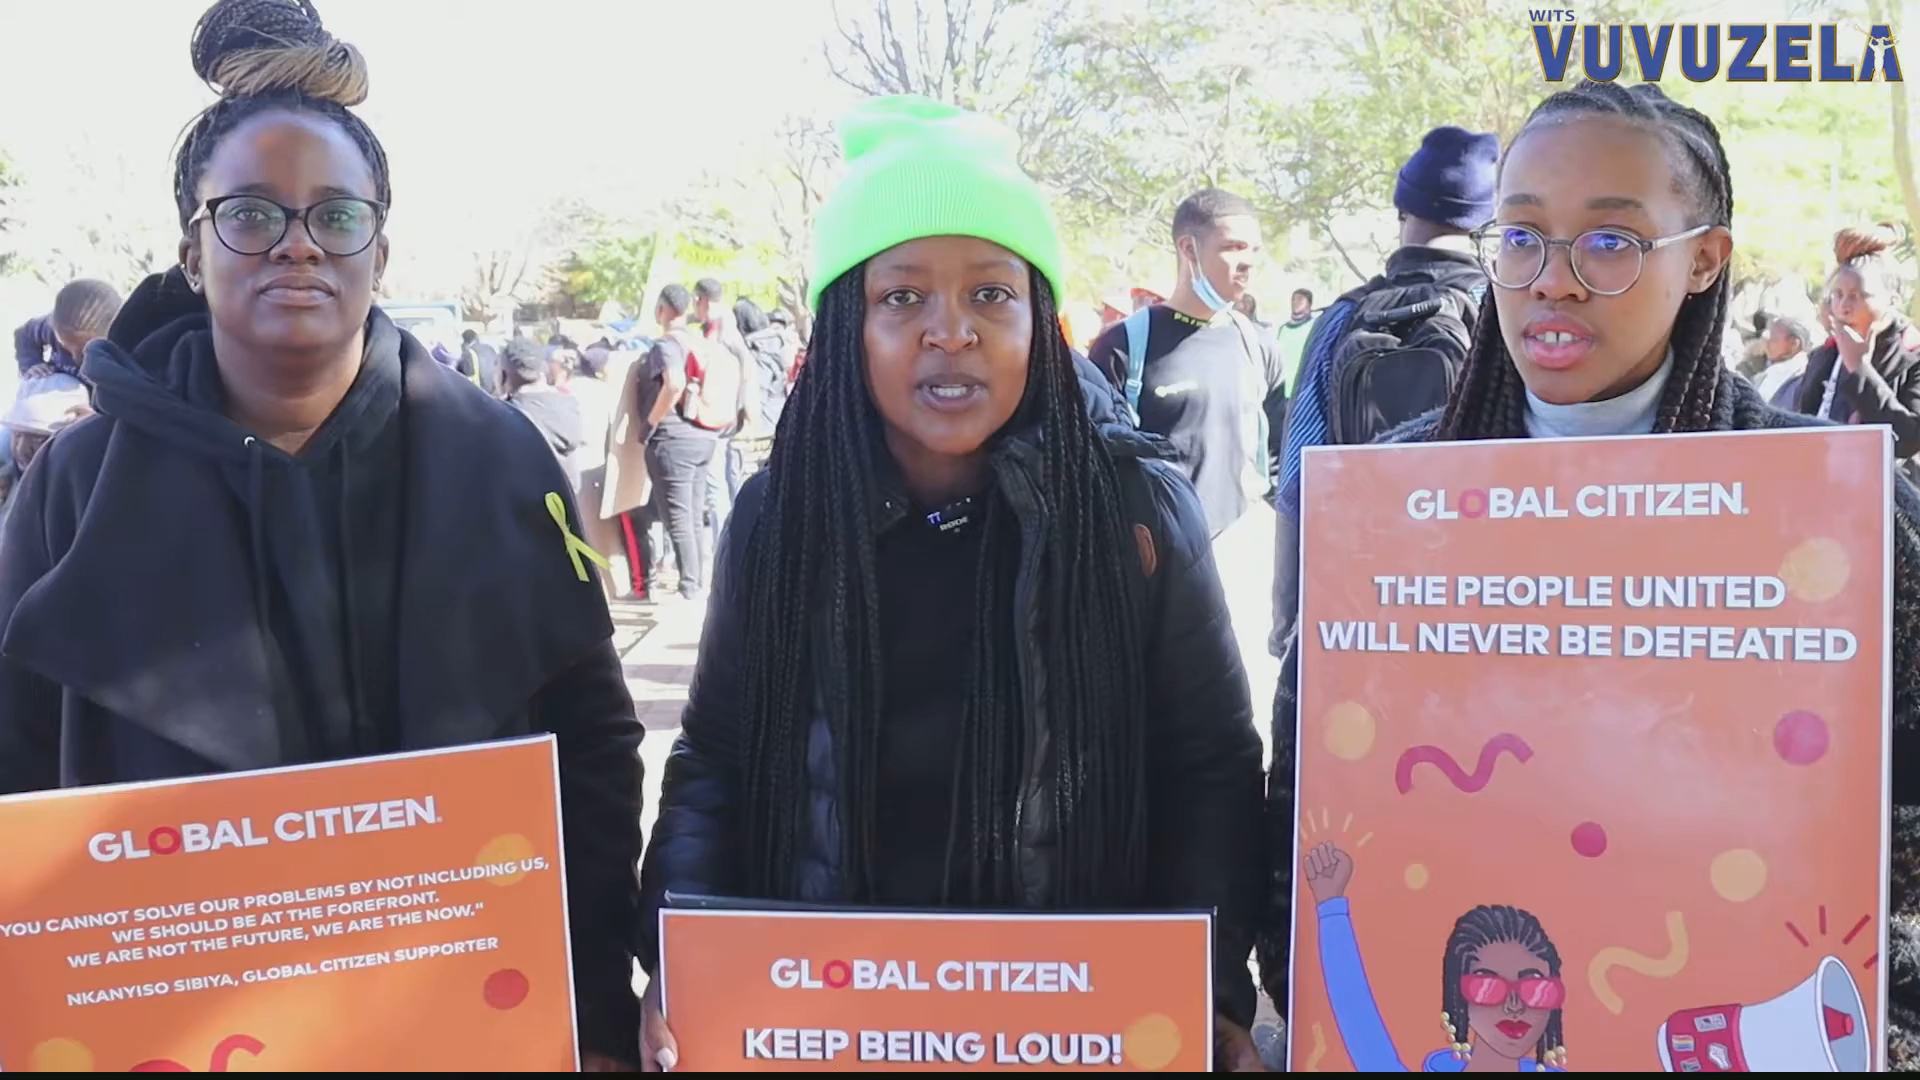 WITS
VUVUZELA
GLOBAL CITIZEN.
THE PEOPLE UNITED
WILL NEVER BE DEFEATED
GLOBAL CITIZEN.
YOU CANNOT SOLVE OUR PROBLEMS BY NOT INCLUDING US,
WE SHOULD BE AT THE FOREFRONT.
WE ARE NOT THE FUTURE, WE ARE THE NOW."
NKANYISO SIBIYA, GLOBAL CITIZEN SUPPORTER
GLOBAL CITIZEN.
KEEP BEING LOUD!
RODE